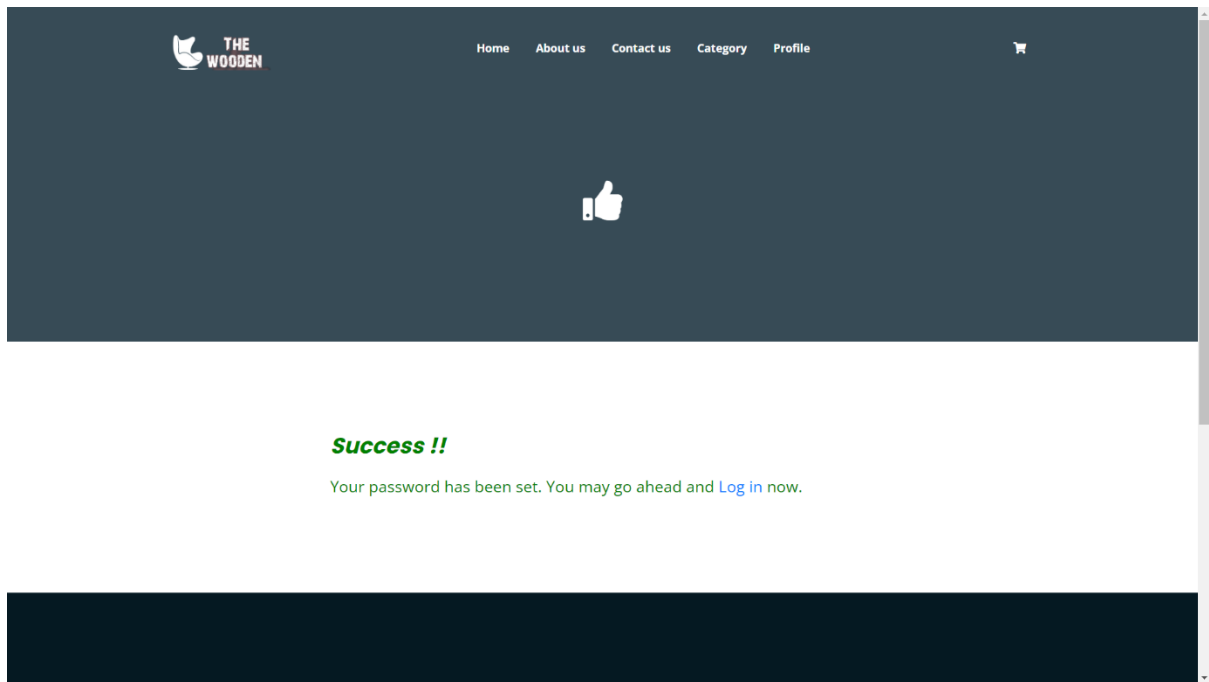 THE
WOODEN
Home About us Contact us Category Profile
Success !!
Your password has been set. You may go ahead and Log in now.